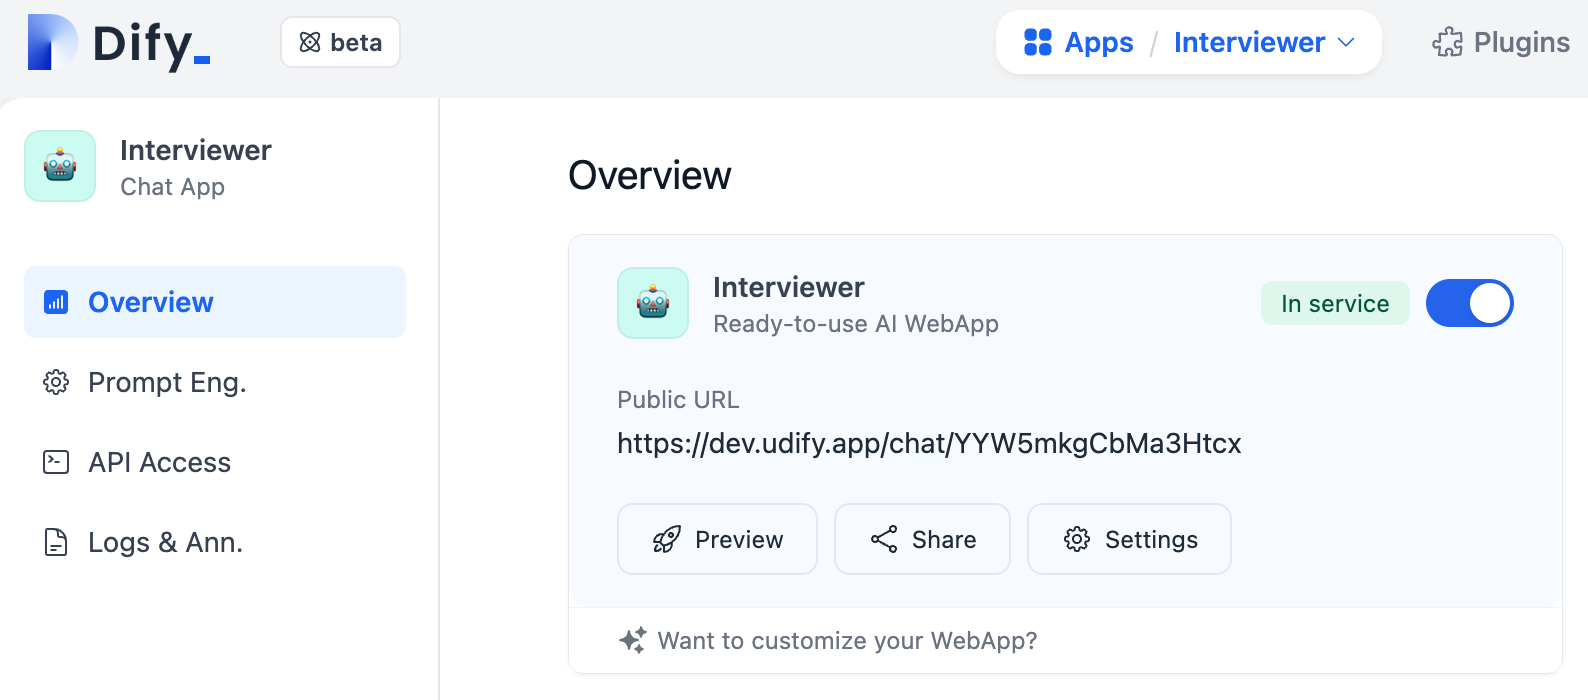 Dify_
beta
Apps / Interviewer
Plugins
Interviewer
Chat App
Overview
Prompt Eng.
API Access
Logs & Ann.
Overview
Interviewer
Ready-to-use AI WebApp
In service
Public URL
https://dev.udify.app/chat/YYW5mkgCbMa3Htcx
Preview
Share
Settings
Want to customize your WebApp?